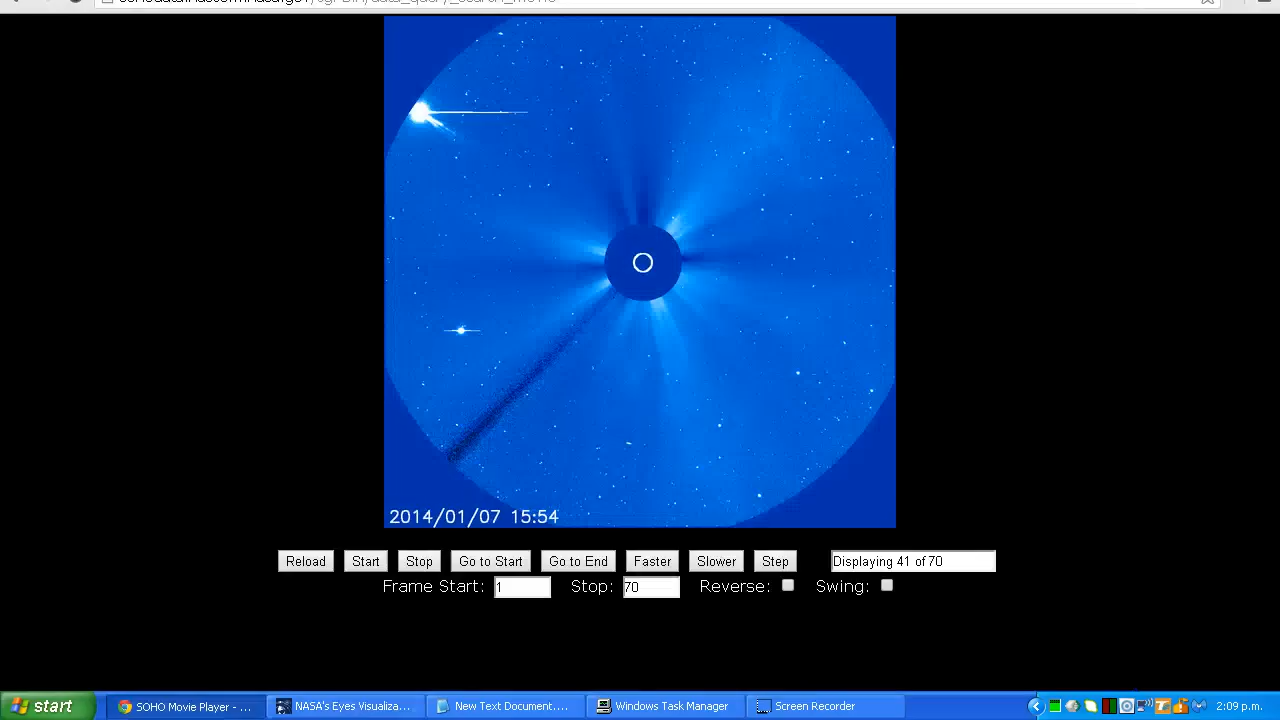 2014/01/07 15:54
Reload Start Stop Go to Start Go to End Faster Slower Step Displaying 41 of 70
Frame Start: 1 Stop: 70 Reverse: Swing:
start SOHO Movie Player - ... NASA's Eyes Visualiza... New Text Document.... Windows Task Manager Screen Recorder 2:09 p.m.